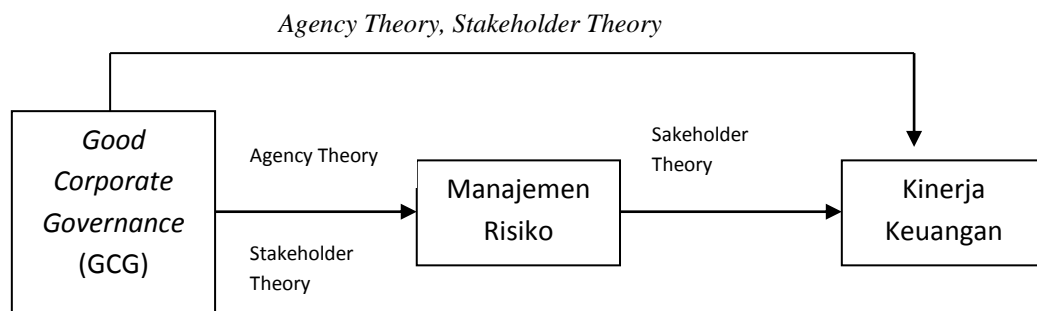 Agency Theory, Stakeholder Theory
Good
Corporate
Governance
(GCG)
Agency Theory
Stakeholder
Theory
Manajemen
Risiko
Sakeholder
Theory
Kinerja
Keuangan